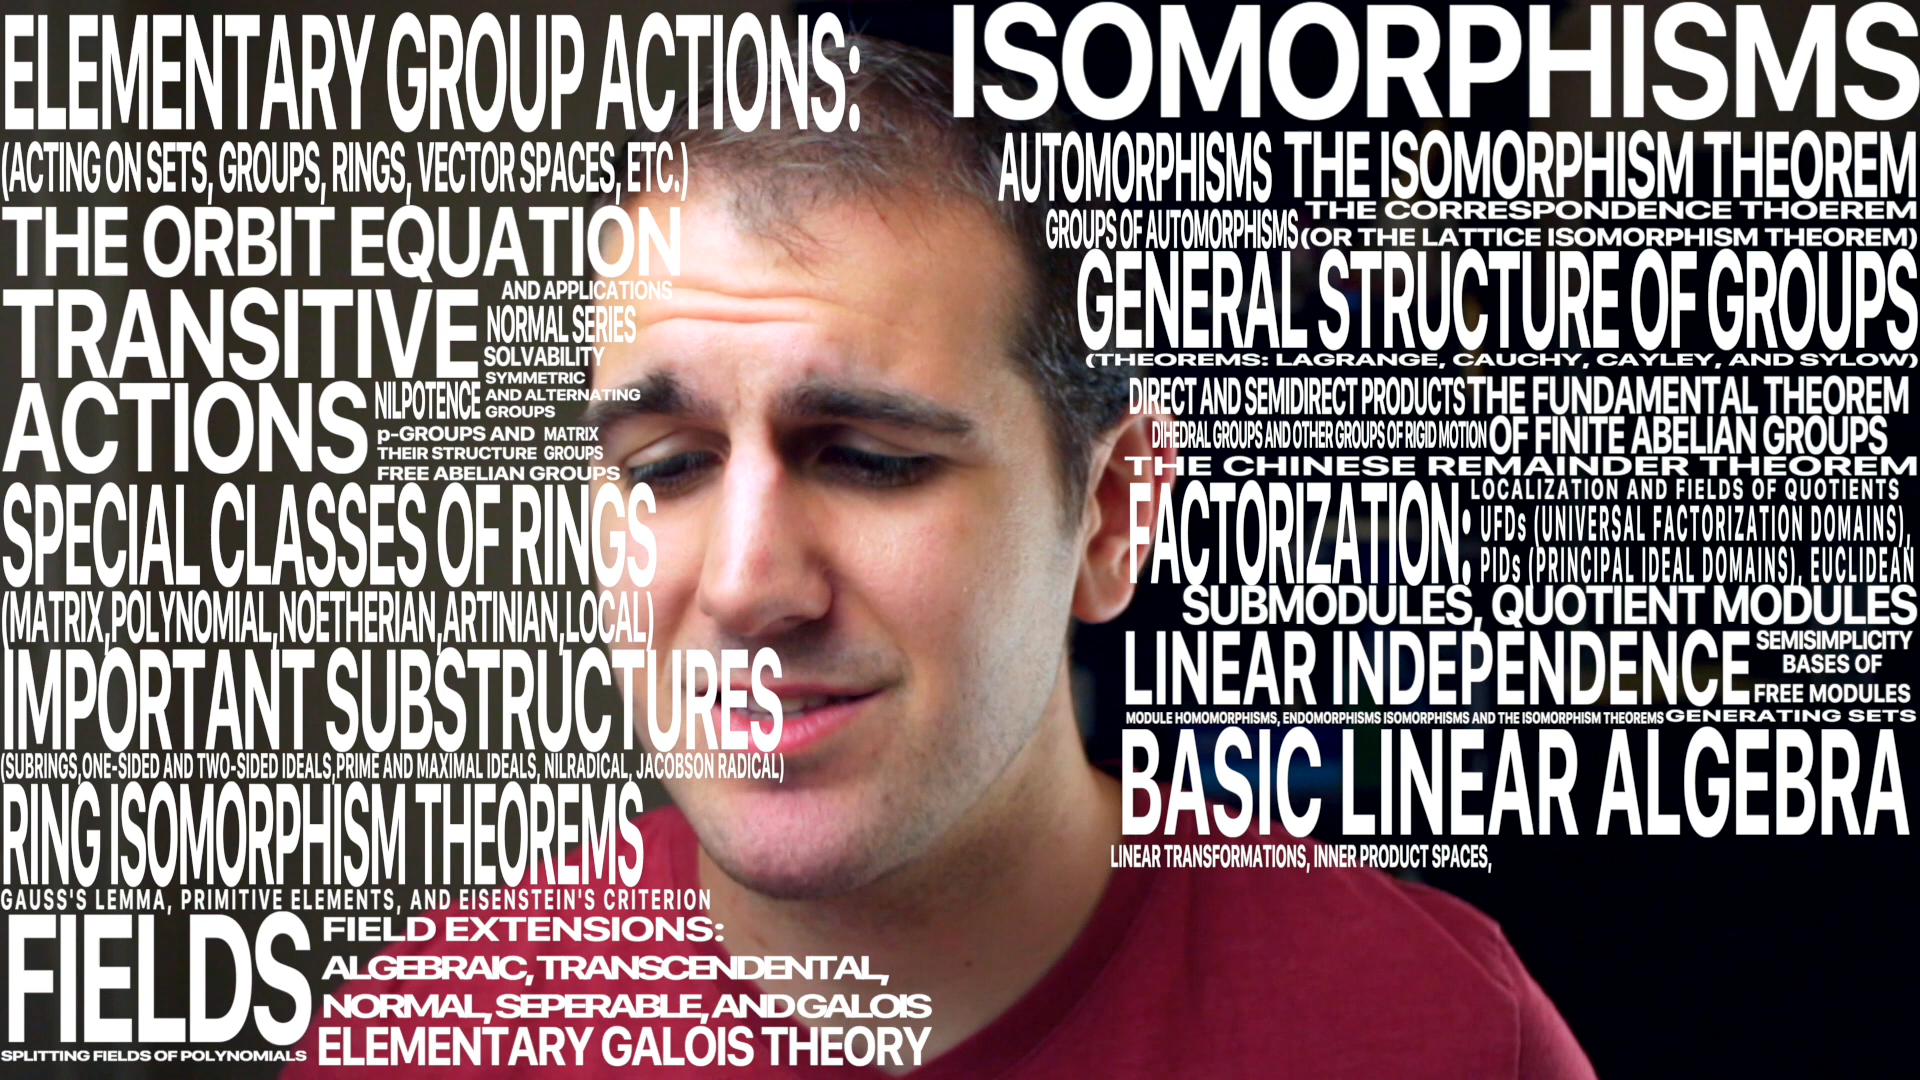 ELEMENTARY GROUP ACTIONS:
(ACTING ON SETS, GROUPS, RINGS, VECTOR SPACES, ETC.)
THE ORBIT EQUATION
AND APPLICATIONS
TRANSITIVE
ACTIONS
NORMAL SERIES
SOLVABILITY
SYMMETRIC
AND ALTERNATING
GROUPS
NILPOTENCE
p-GROUPS AND
THEIR STRUCTURE
MATRIX
GROUPS
FREE ABELIAN GROUPS
SPECIAL CLASSES OF RINGS
(MATRIX,POLYNOMIAL,NOETHERIAN,ARTINIAN,LOCAL)
IMPORTANT SUBSTRUCTURES
(SUBRINGS,ONE-SIDED AND TWO-SIDED IDEALS,PRIME AND MAXIMAL IDEALS, NILRADICAL, JACOBSON RADICAL)
RING ISOMORPHISM THEOREMS
GAUSS'S LEMMA, PRIMITIVE ELEMENTS, AND EISENSTEIN'S CRITERION
FIELDS
SPLITTING FIELDS OF POLYNOMIALS
FIELD EXTENSIONS:
ALGEBRAIC, TRANSCENDENTAL,
NORMAL, SEPERABLE, AND GALOIS
ELEMENTARY GALOIS THEORY
ISOMORPHISMS
AUTOMORPHISMS
GROUPS OF AUTOMORPHISMS
THE ISOMORPHISM THEOREM
THE CORRESPONDENCE THOEREM
(OR THE LATTICE ISOMORPHISM THEOREM)
GENERAL STRUCTURE OF GROUPS
(THEOREMS: LAGRANGE, CAUCHY, CAYLEY, AND SYLOW)
DIRECT AND SEMIDIRECT PRODUCTS
DIHEDRAL GROUPS AND OTHER GROUPS OF RIGID MOTION
THE FUNDAMENTAL THEOREM
OF FINITE ABELIAN GROUPS
THE CHINESE REMAINDER THEOREM
FACTORIZATION:
LOCALIZATION AND FIELDS OF QUOTIENTS
UFDs (UNIVERSAL FACTORIZATION DOMAINS),
PIDs (PRINCIPAL IDEAL DOMAINS), EUCLIDEAN
SUBMODULES, QUOTIENT MODULES
LINEAR INDEPENDENCE
SEMISIMPLICITY
BASES OF
FREE MODULES
MODULE HOMOMORPHISMS, ENDOMORPHISMS ISOMORPHISMS AND THE ISOMORPHISM THEOREMS
GENERATING SETS
BASIC LINEAR ALGEBRA
LINEAR TRANSFORMATIONS, INNER PRODUCT SPACES,